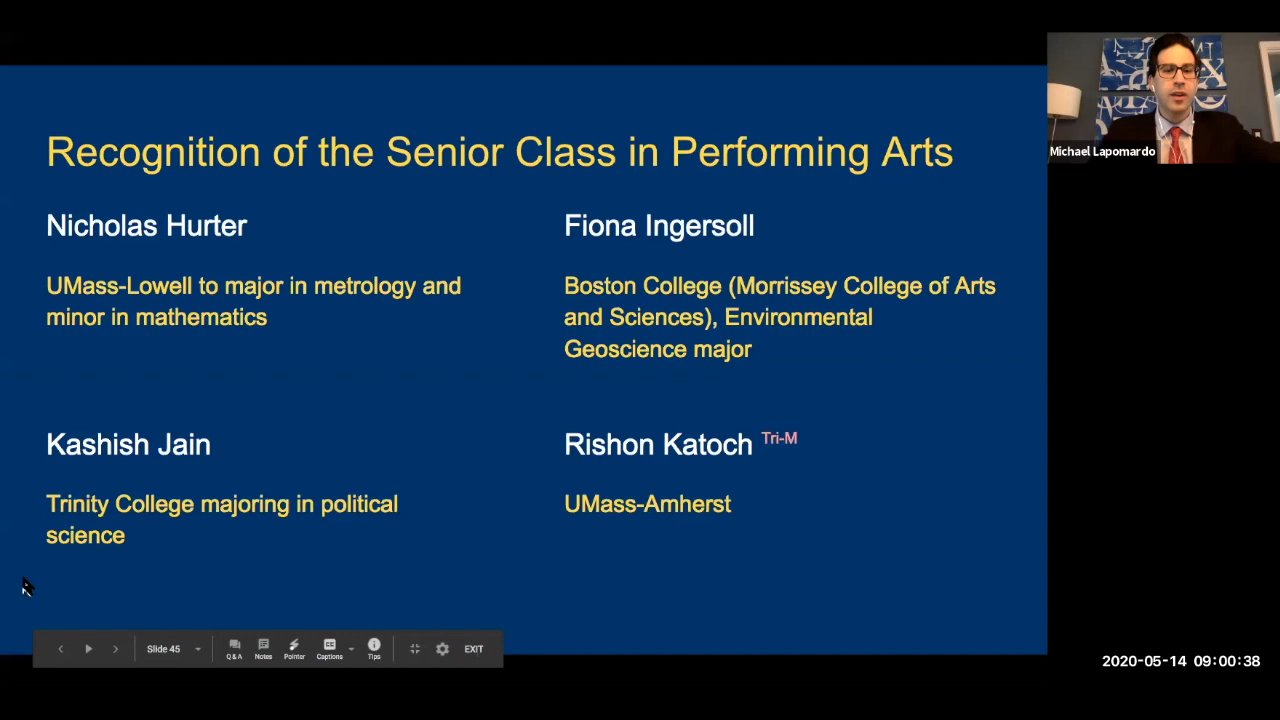 Recognition of the Senior Class in Performing Arts
Nicholas Hurter
UMass-Lowell to major in metrology and
minor in mathematics
Fiona Ingersoll
Boston College (Morrissey College of Arts
and Sciences), Environmental
Geoscience major
Kashish Jain
Trinity College majoring in political
science
Rishon Katoch Tri-M
UMass-Amherst
Michael Lapomardo
Slide 45
Q & A
Notes
Pointer
CC
Captions
Tips
EXIT
2020-05-14 09:00:38